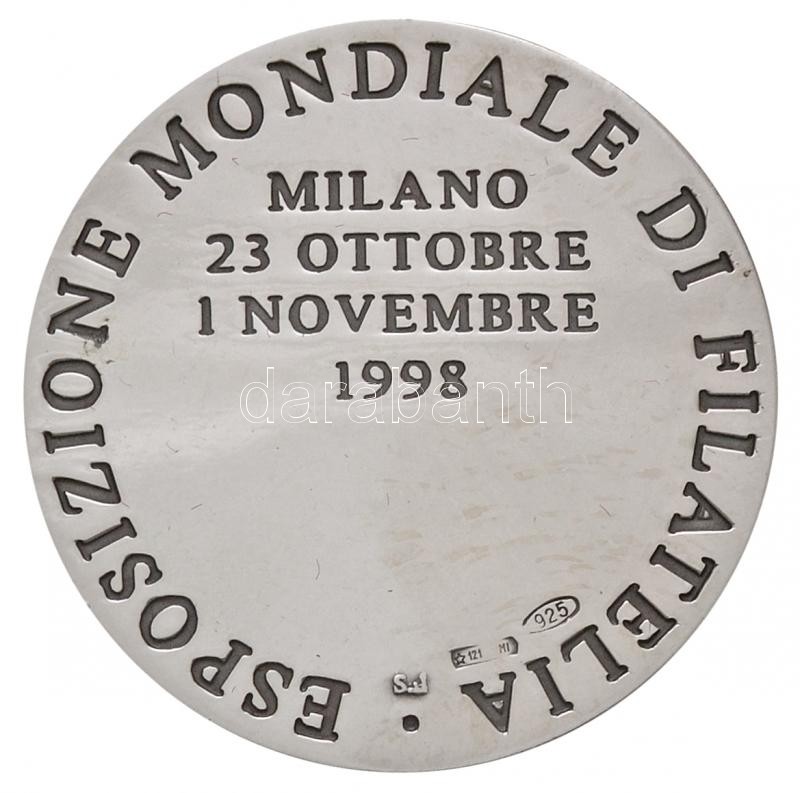 ESPOSIZIONE MONDIALE DI FILATELIA •
MILANO
23 OTTOBRE
1 NOVEMBRE
1998
darabanth
925
☆121 MI